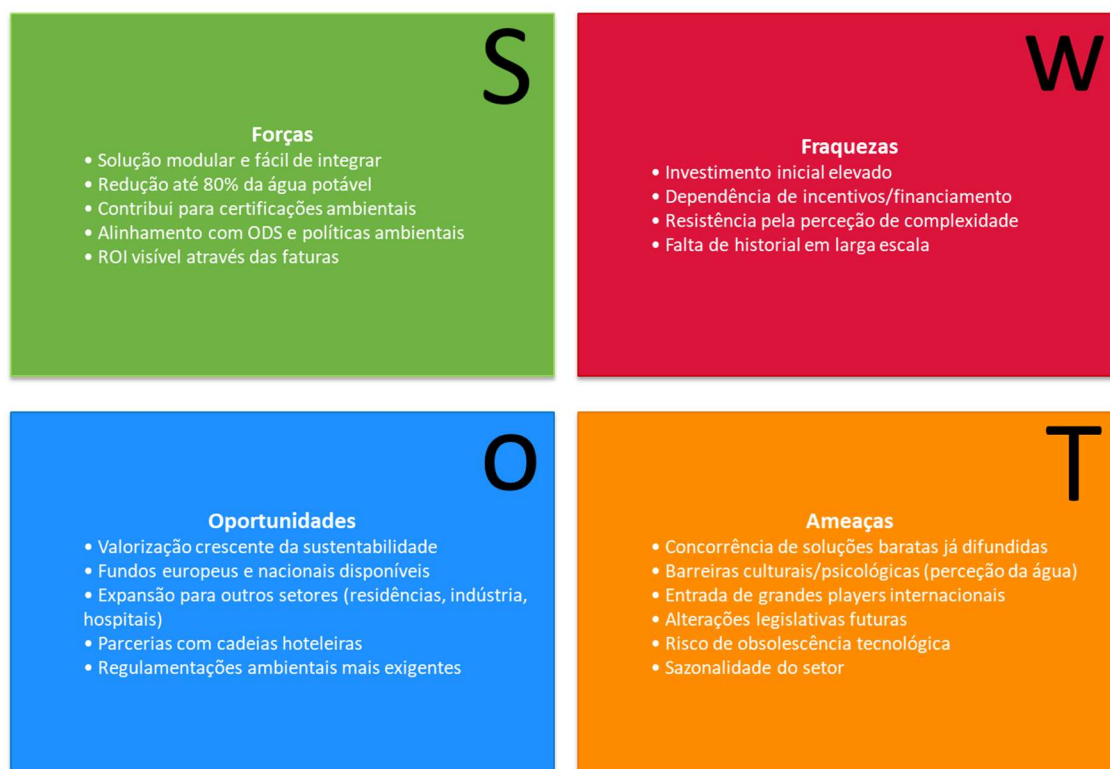 S
Forças
• Solução modular e fácil de integrar
• Redução até 80% da água potável
• Contribui para certificações ambientais
• Alinhamento com ODS e políticas ambientais
• ROI visível através das faturas
W
Fraquezas
• Investimento inicial elevado
• Dependência de incentivos/financiamento
• Resistência pela perceção de complexidade
• Falta de historial em larga escala
O
Oportunidades
• Valorização crescente da sustentabilidade
• Fundos europeus e nacionais disponíveis
• Expansão para outros setores (residências, indústria,
hospitais)
• Parcerias com cadeias hoteleiras
• Regulamentações ambientais mais exigentes
T
Ameaças
• Concorrência de soluções baratas já difundidas
• Barreiras culturais/psicológicas (perceção da água)
• Entrada de grandes players internacionais
• Alterações legislativas futuras
• Risco de obsolescência tecnológica
• Sazonalidade do setor